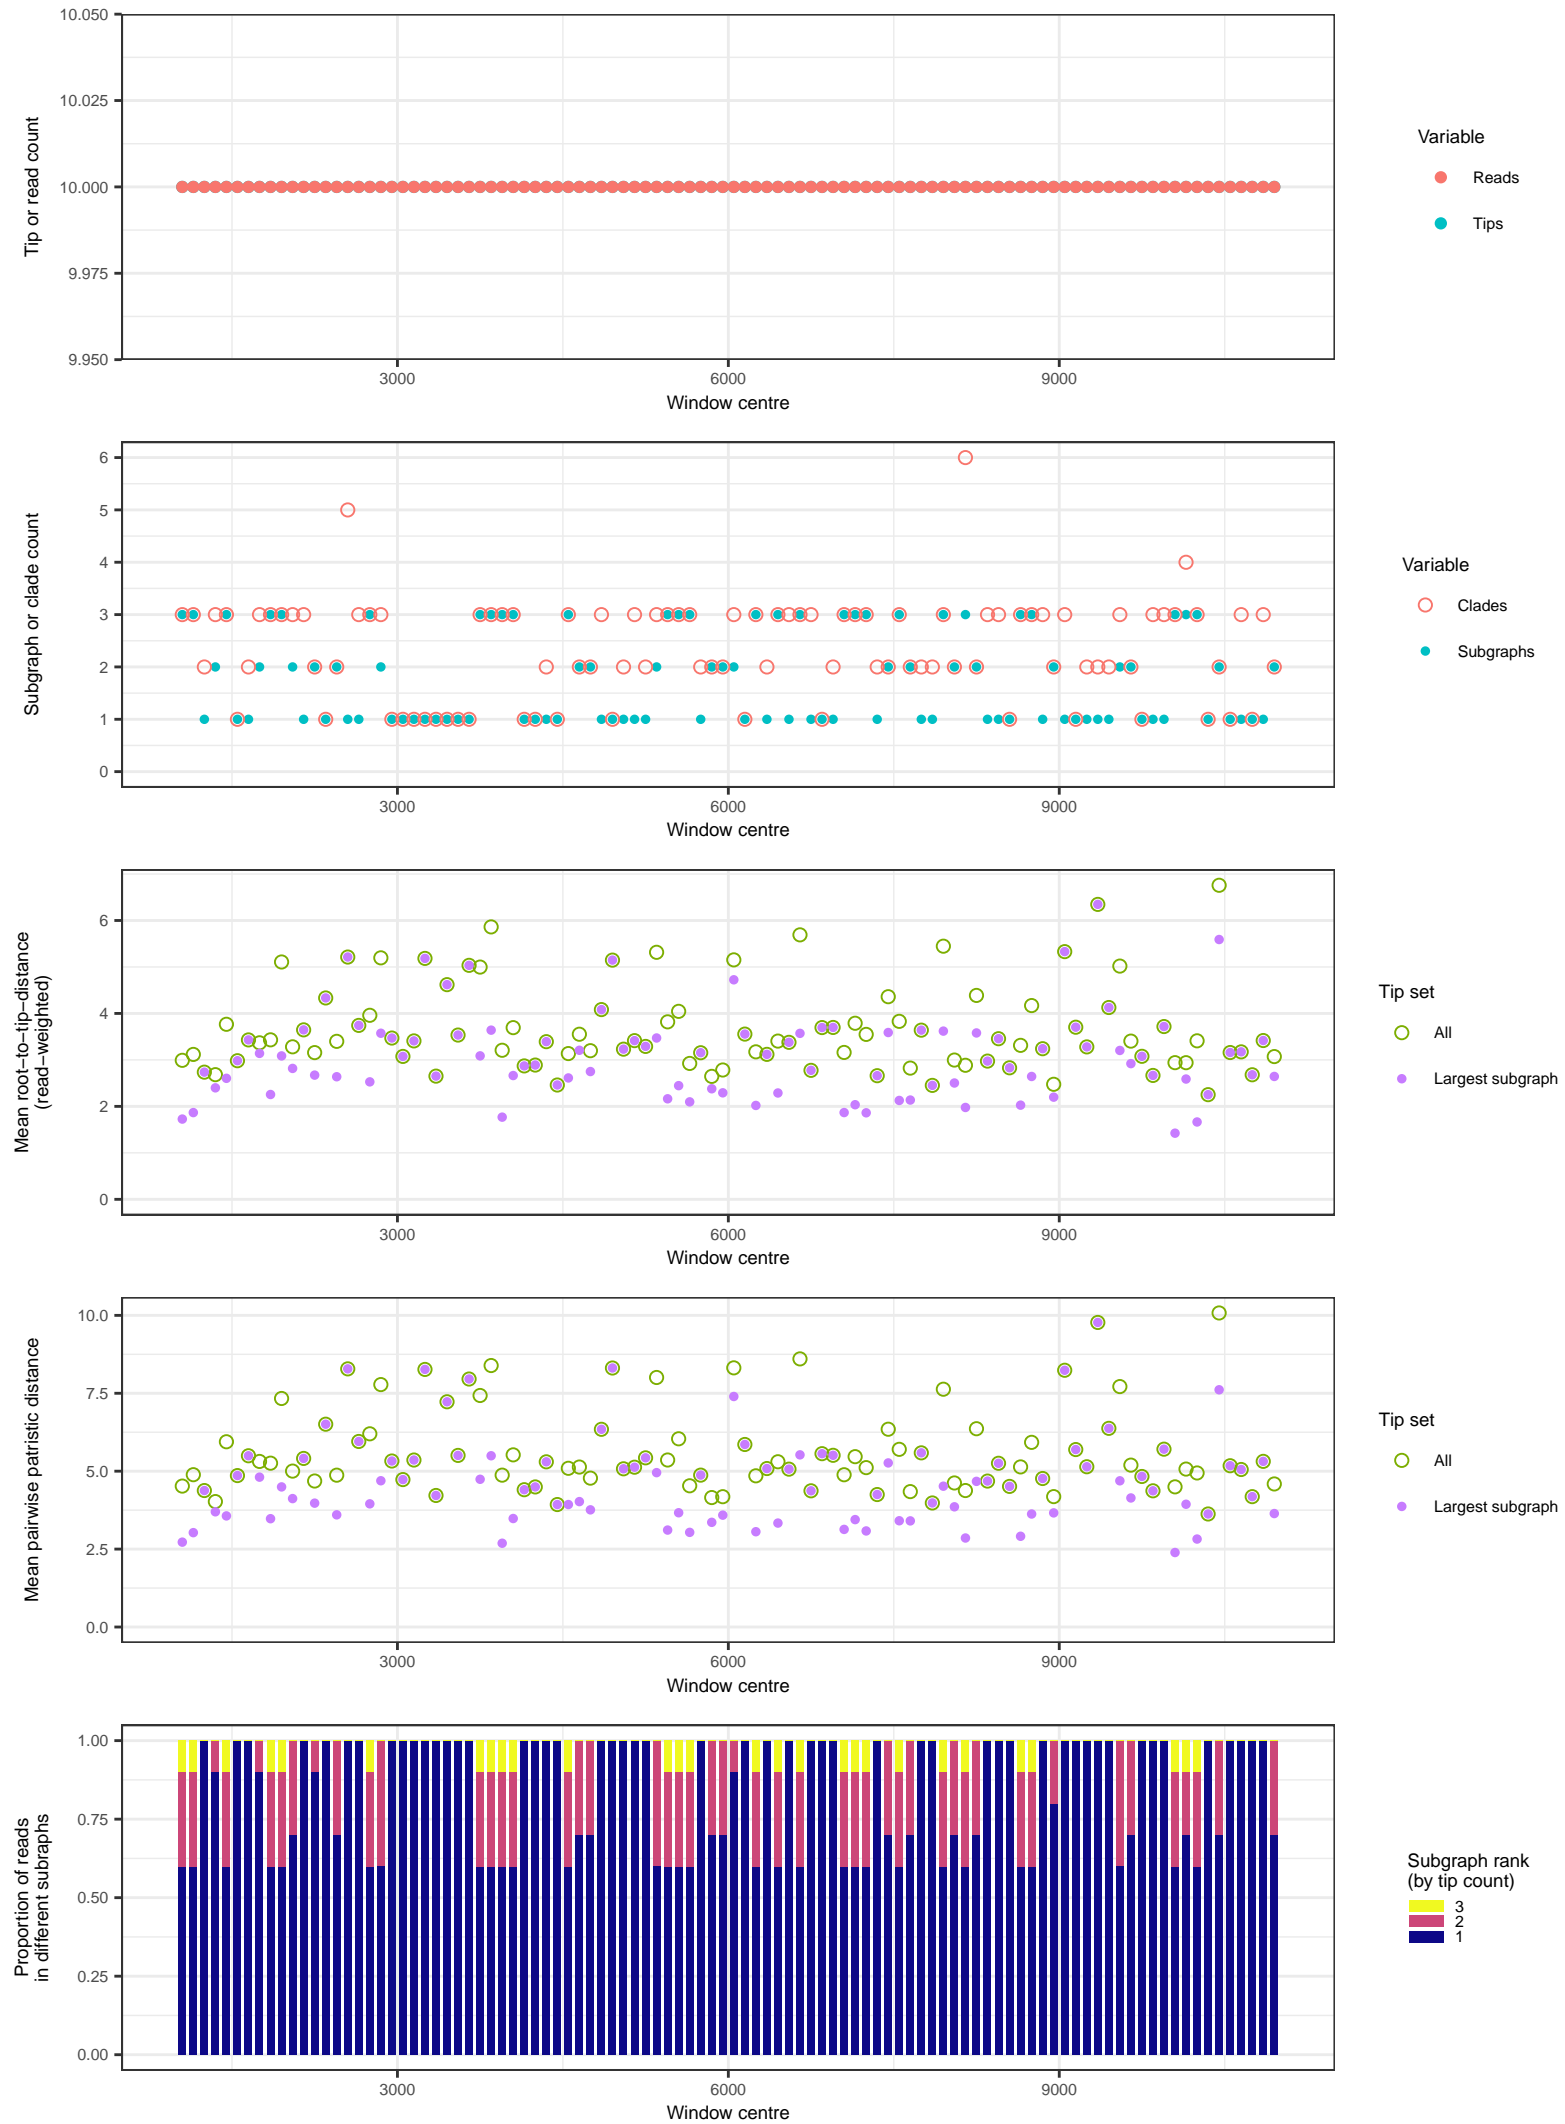 10.050
10.025
10.000
9.975
9.950
Tip or read count
3000 6000 9000
Window centre
Variable
Reads
Tips
6
5
4
3
2
1
0
Subgraph or clade count
3000 6000 9000
Window centre
Variable
Clades
Subgraphs
6
4
2
0
Mean root−to−tip−distance
(read−weighted)
3000 6000 9000
Window centre
Tip set
All
Largest subgraph
10.0
7.5
5.0
2.5
0.0
Mean pairwise patristic distance
3000 6000 9000
Window centre
Tip set
All
Largest subgraph
1.00
0.75
0.50
0.25
0.00
Proportion of reads
in different subraphs
3000 6000 9000
Window centre
Subgraph rank
(by tip count)
3
2
1